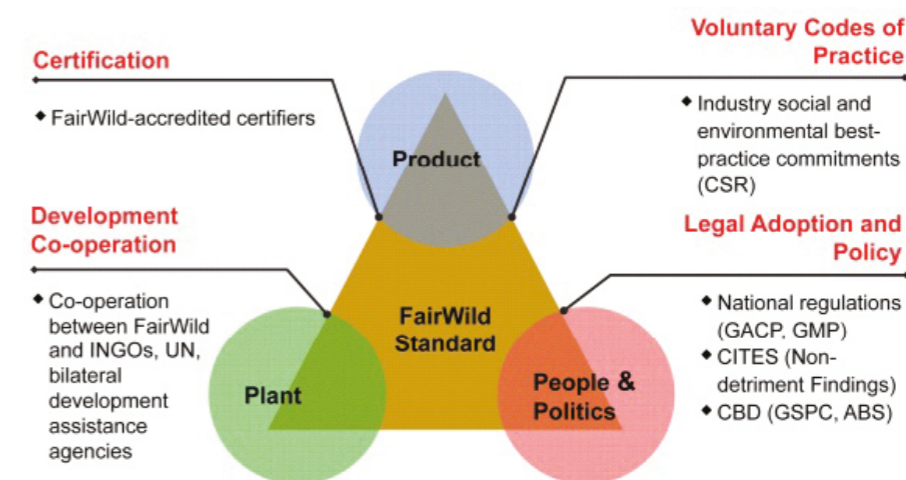 Certification
◆ FairWild-accredited certifiers
Voluntary Codes of
Practice
◆ Industry social and
environmental best-
practice commitments
(CSR)
Product
Development
Co-operation
◆ Co-operation
between FairWild
and INGOs, UN,
bilateral
development
assistance
agencies
Legal Adoption and
Policy
◆ National regulations
(GACP, GMP)
◆ CITES (Non-
detriment Findings)
◆ CBD (GSPC, ABS)
FairWild
Standard
Plant
People &
Politics